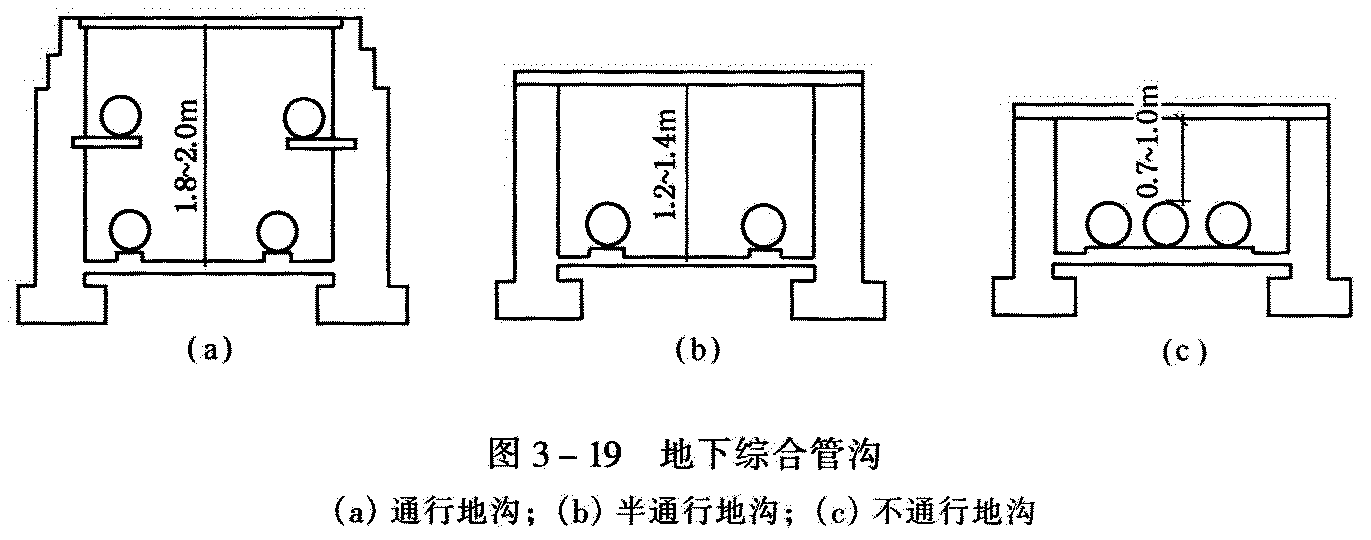 1.8~2.0m
1.2~1.4m
0.7~1.0m
(a)
(b)
(c)
图 3-19 地下综合管沟
(a)通行地沟；(b)半通行地沟；(c)不通行地沟